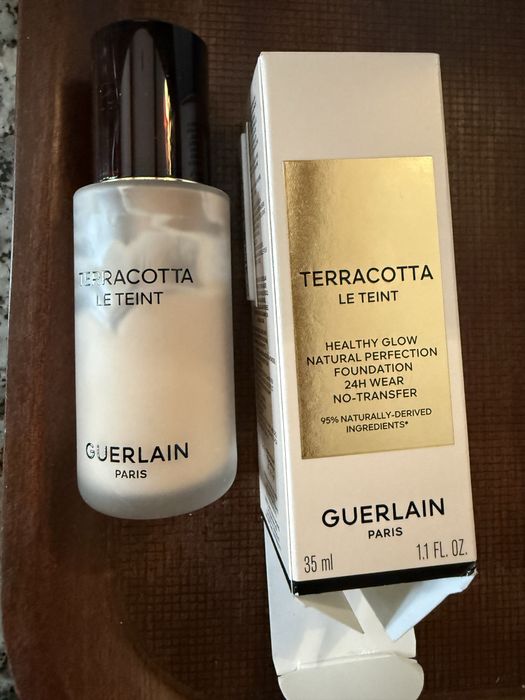 TERRACOTTA
LE TEINT
GUERLAIN
PARIS
TERRACOTTA
LE TEINT
HEALTHY GLOW
NATURAL PERFECTION
FOUNDATION
24H WEAR
NO-TRANSFER
95% NATURALLY-DERIVED
INGREDIENTS*
GUERLAIN
PARIS
35 ml
1.1 FL. OZ.